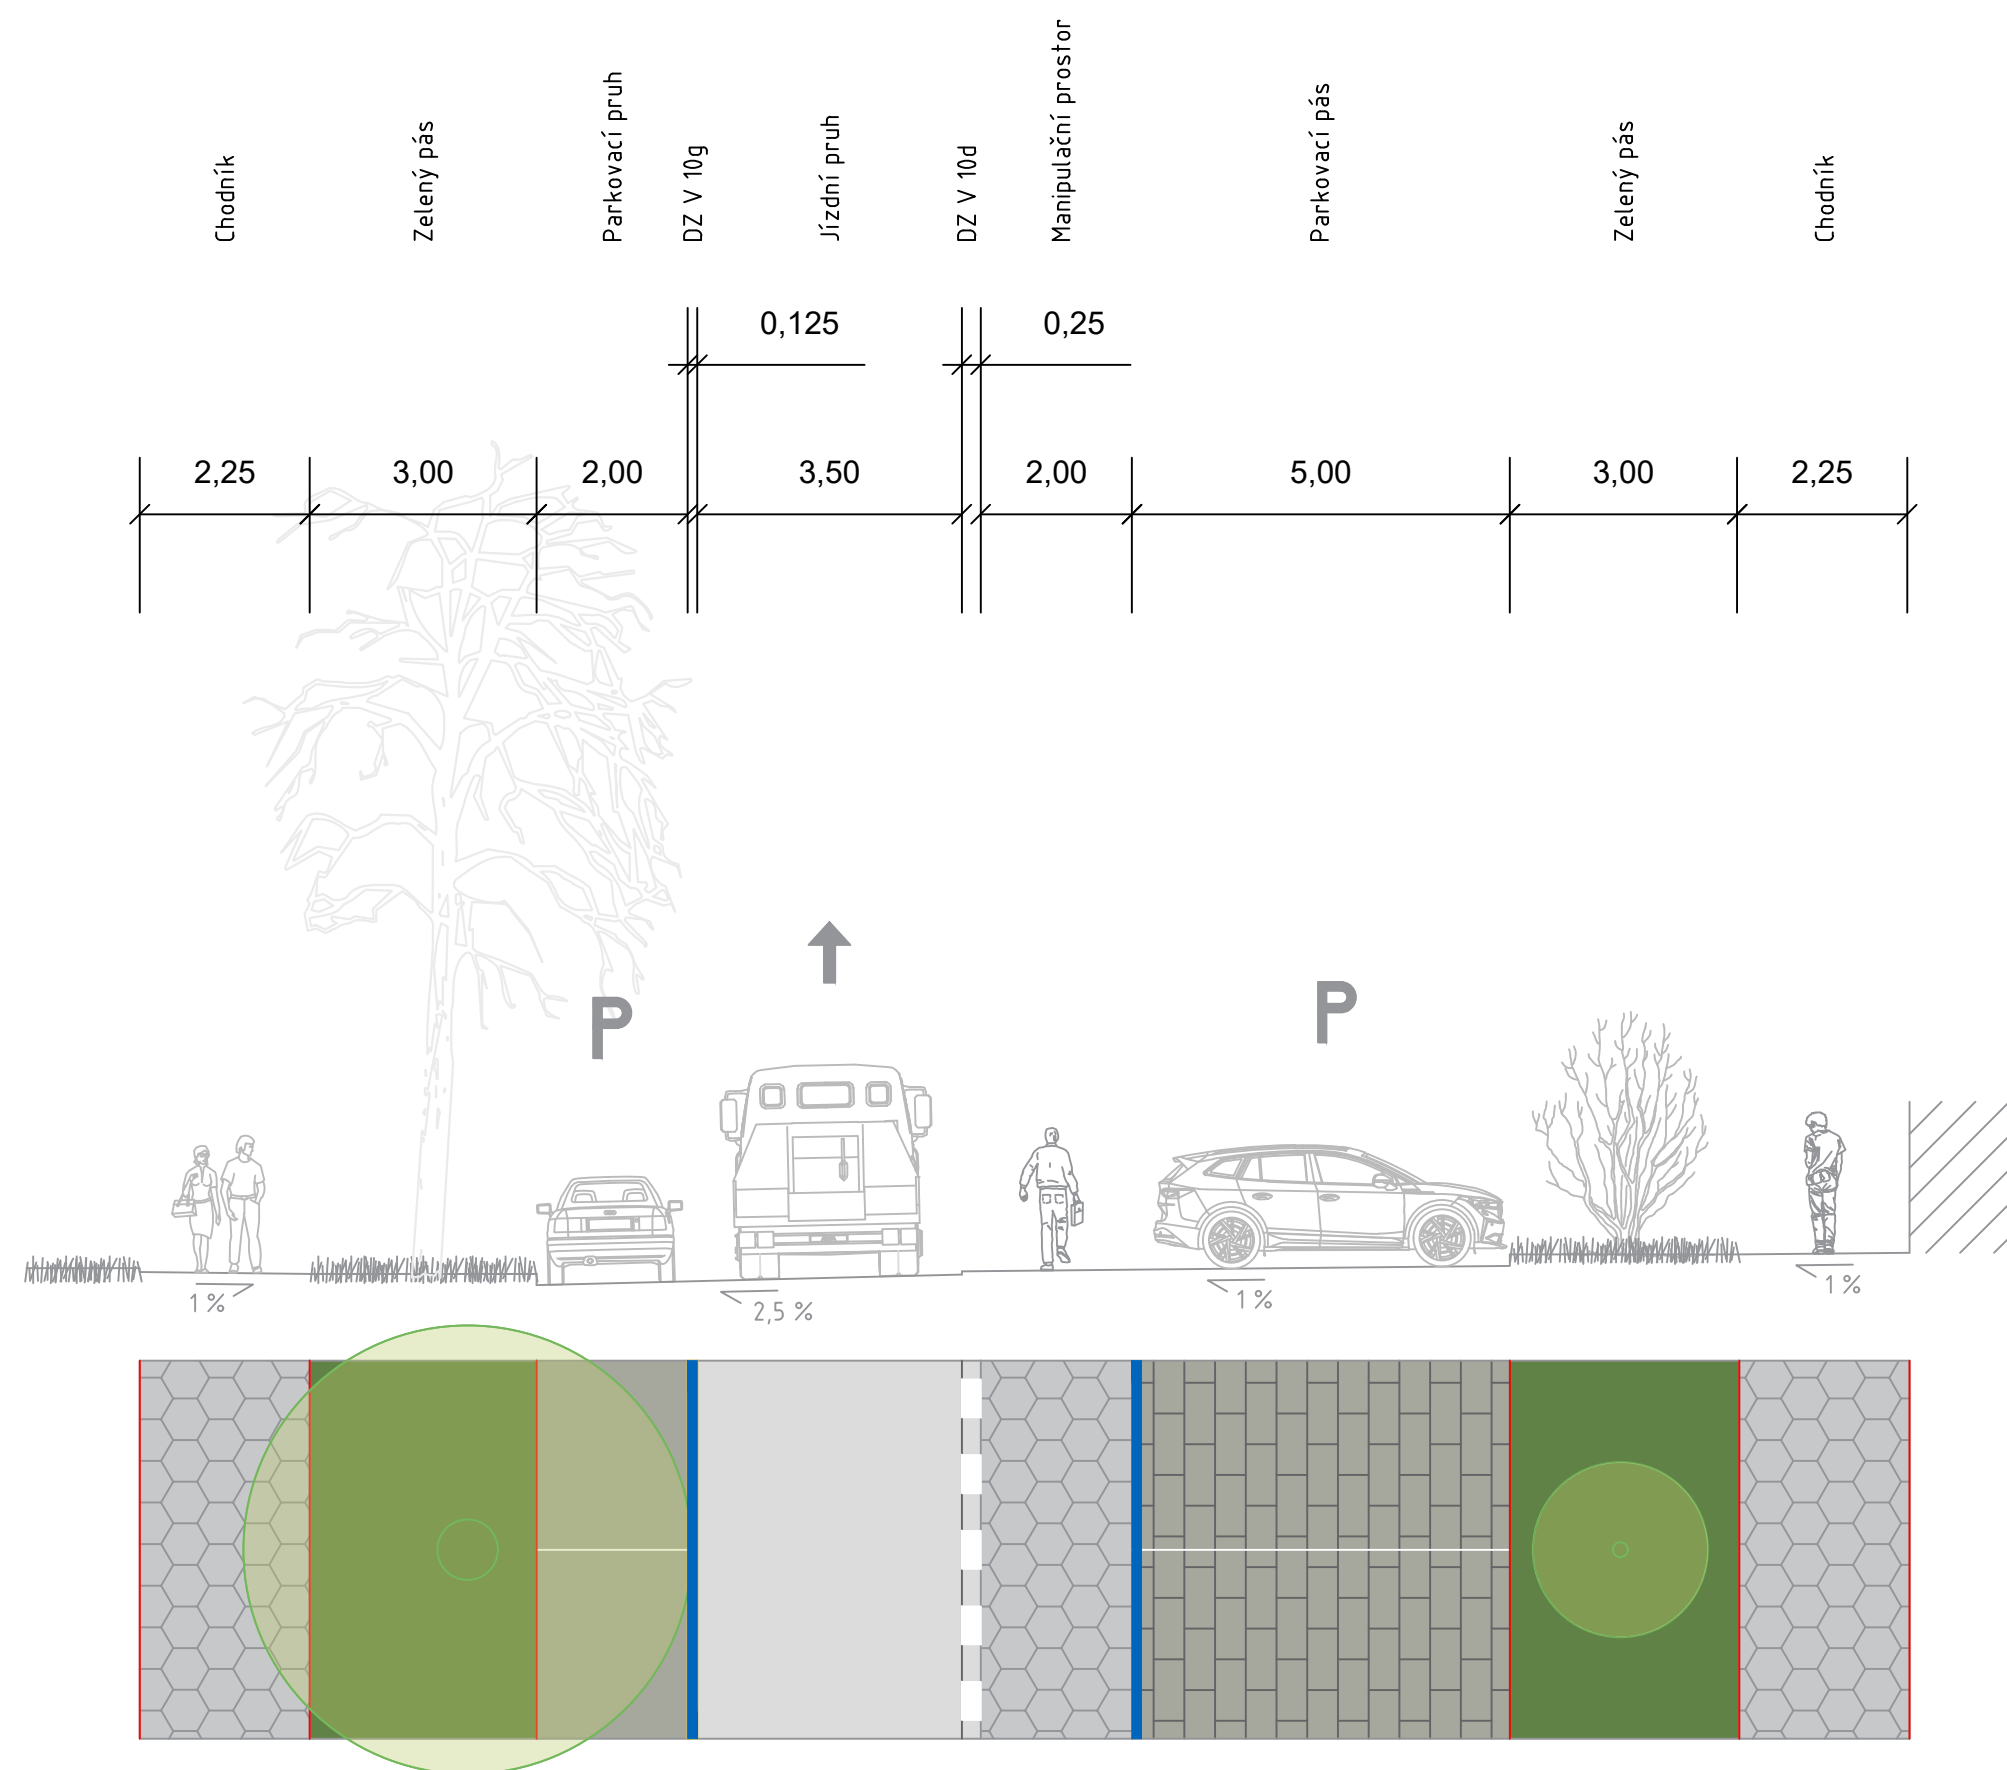 Chodník
Zelený pás
Parkovací pruh
DZ V 10g
Jízdní pruh
DZ V 10d
Manipulační prostor
Parkovací pás
Zelený pás
Chodník
0,125
0,25
2,25
3,00
2,00
3,50
2,00
5,00
3,00
2,25
P
P
1 %
2,5 %
1 %
1 %